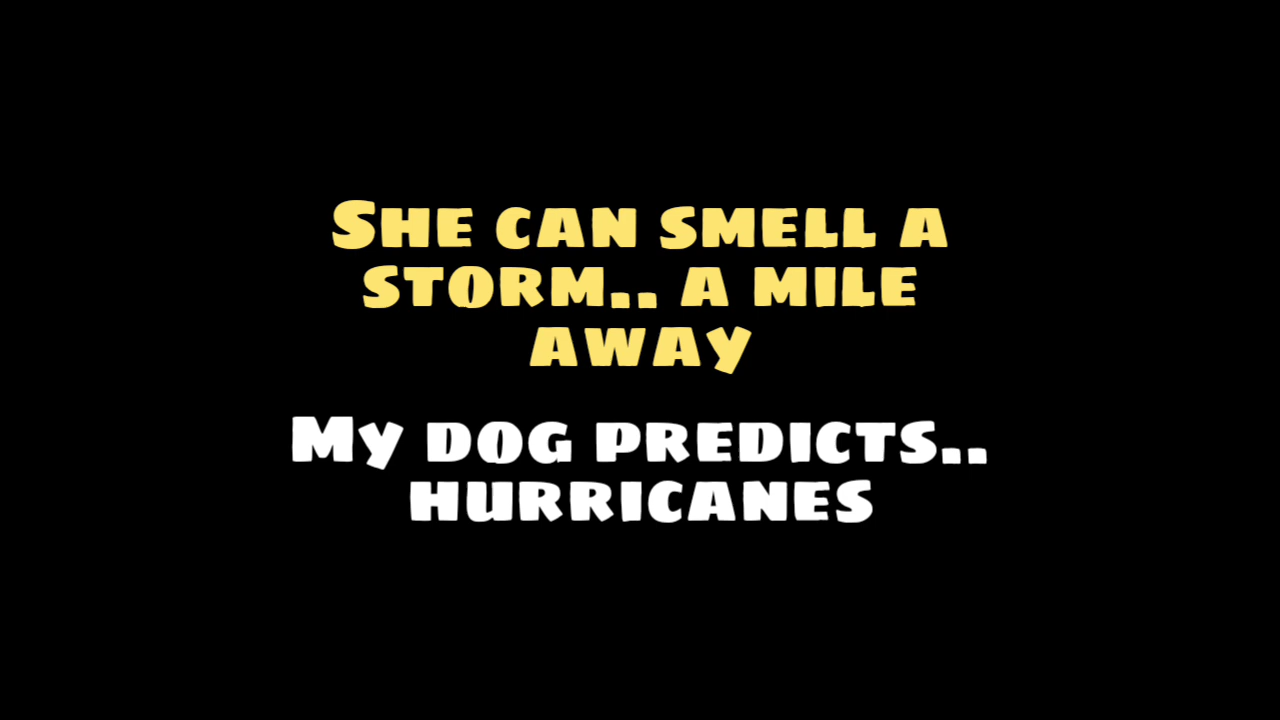 She can smell a
storm.. a mile
away
My dog predicts..
hurricanes